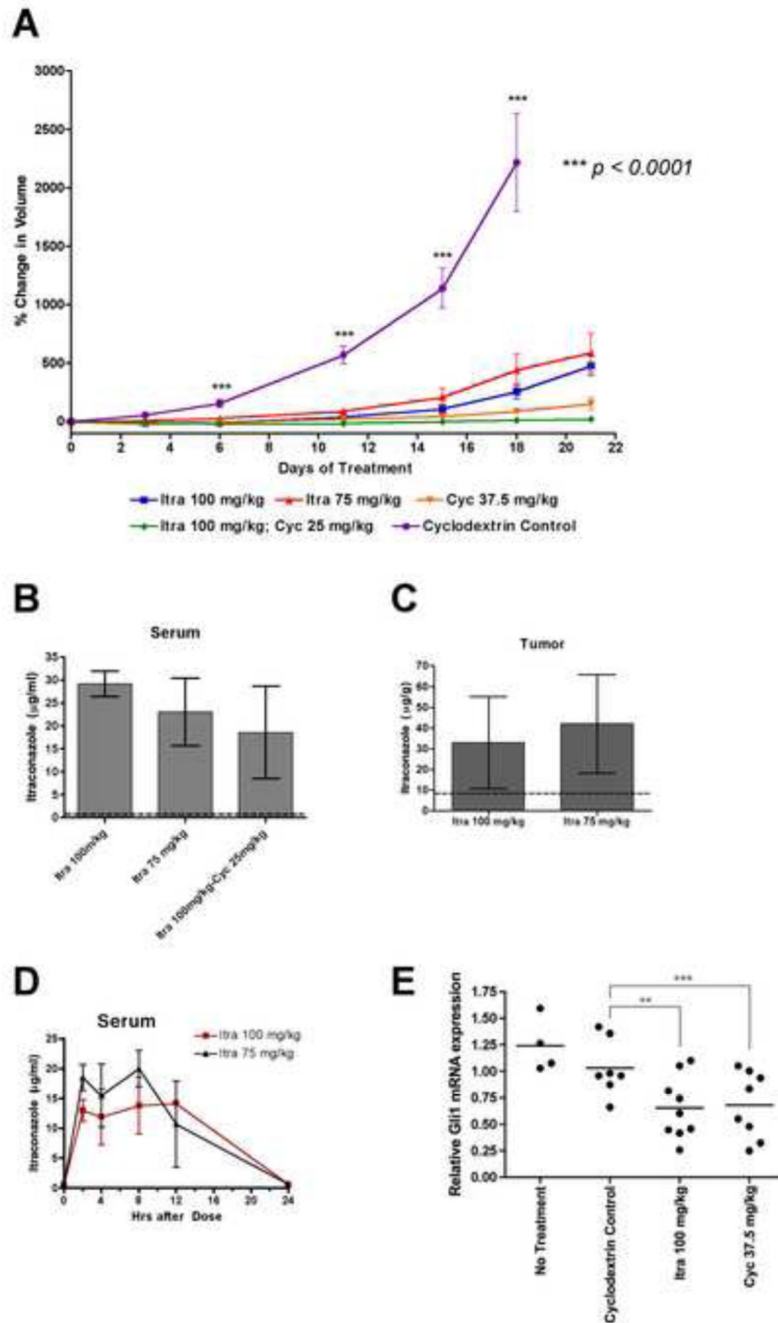 A
3000
2500
2000
1500
1000
500
0
% Change in Volume
***
***
***
***
***
*** p < 0.0001
0 2 4 6 8 10 12 14 16 18 20 22
Days of Treatment
Itra 100 mg/kg Itra 75 mg/kg Cyc 37.5 mg/kg
Itra 100 mg/kg; Cyc 25 mg/kg Cyclodextrin Control
B
Serum
35
30
25
20
15
10
5
0
Itraconazole (μg/ml)
Itra 100m/kg
Itra 75 mg/kg
Itra 100mg/kg-Cyc 25mg/kg
C
Tumor
70
60
50
40
30
20
10
0
Itraconazole (μg/g)
Itra 100 mg/kg Itra 75 mg/kg
D
Serum
Itra 100 mg/kg
Itra 75 mg/kg
25
20
15
10
5
0
Itraconazole (μg/ml)
0 4 8 12 24
Hrs after Dose
E
***
**
1.75
1.50
1.25
1.00
0.75
0.50
0.25
0.00
Relative Gli1 mRNA expression
No Treatment
Cyclodextrin Control
Itra 100 mg/kg
Cyc 37.5 mg/kg